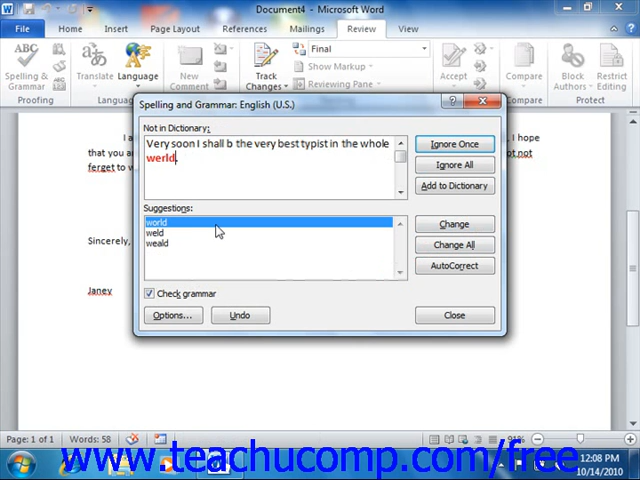 Document4 - Microsoft Word
File Home Insert Page Layout References Mailings Review View
Spelling & Grammar
Translate
Language
New Comment
Track Changes
Final
Show Markup
Reviewing Pane
Accept
Compare
Block Authors
Restrict Editing
Proofing
Spelling and Grammar: English (U.S.)
Not in Dictionary:
Very soon I shall b the very best typist in the whole
werld.
Ignore Once
Ignore All
Add to Dictionary
Suggestions:
world
weld
weald
Change
Change All
AutoCorrect
Check grammar
Options...
Undo
Close
, I hope
that you
not
ferget to
Sincerely,
Janey
Page: 1 of 1 Words: 58 91%
www.teachucomp.com/free
12:08 PM
10/14/2010